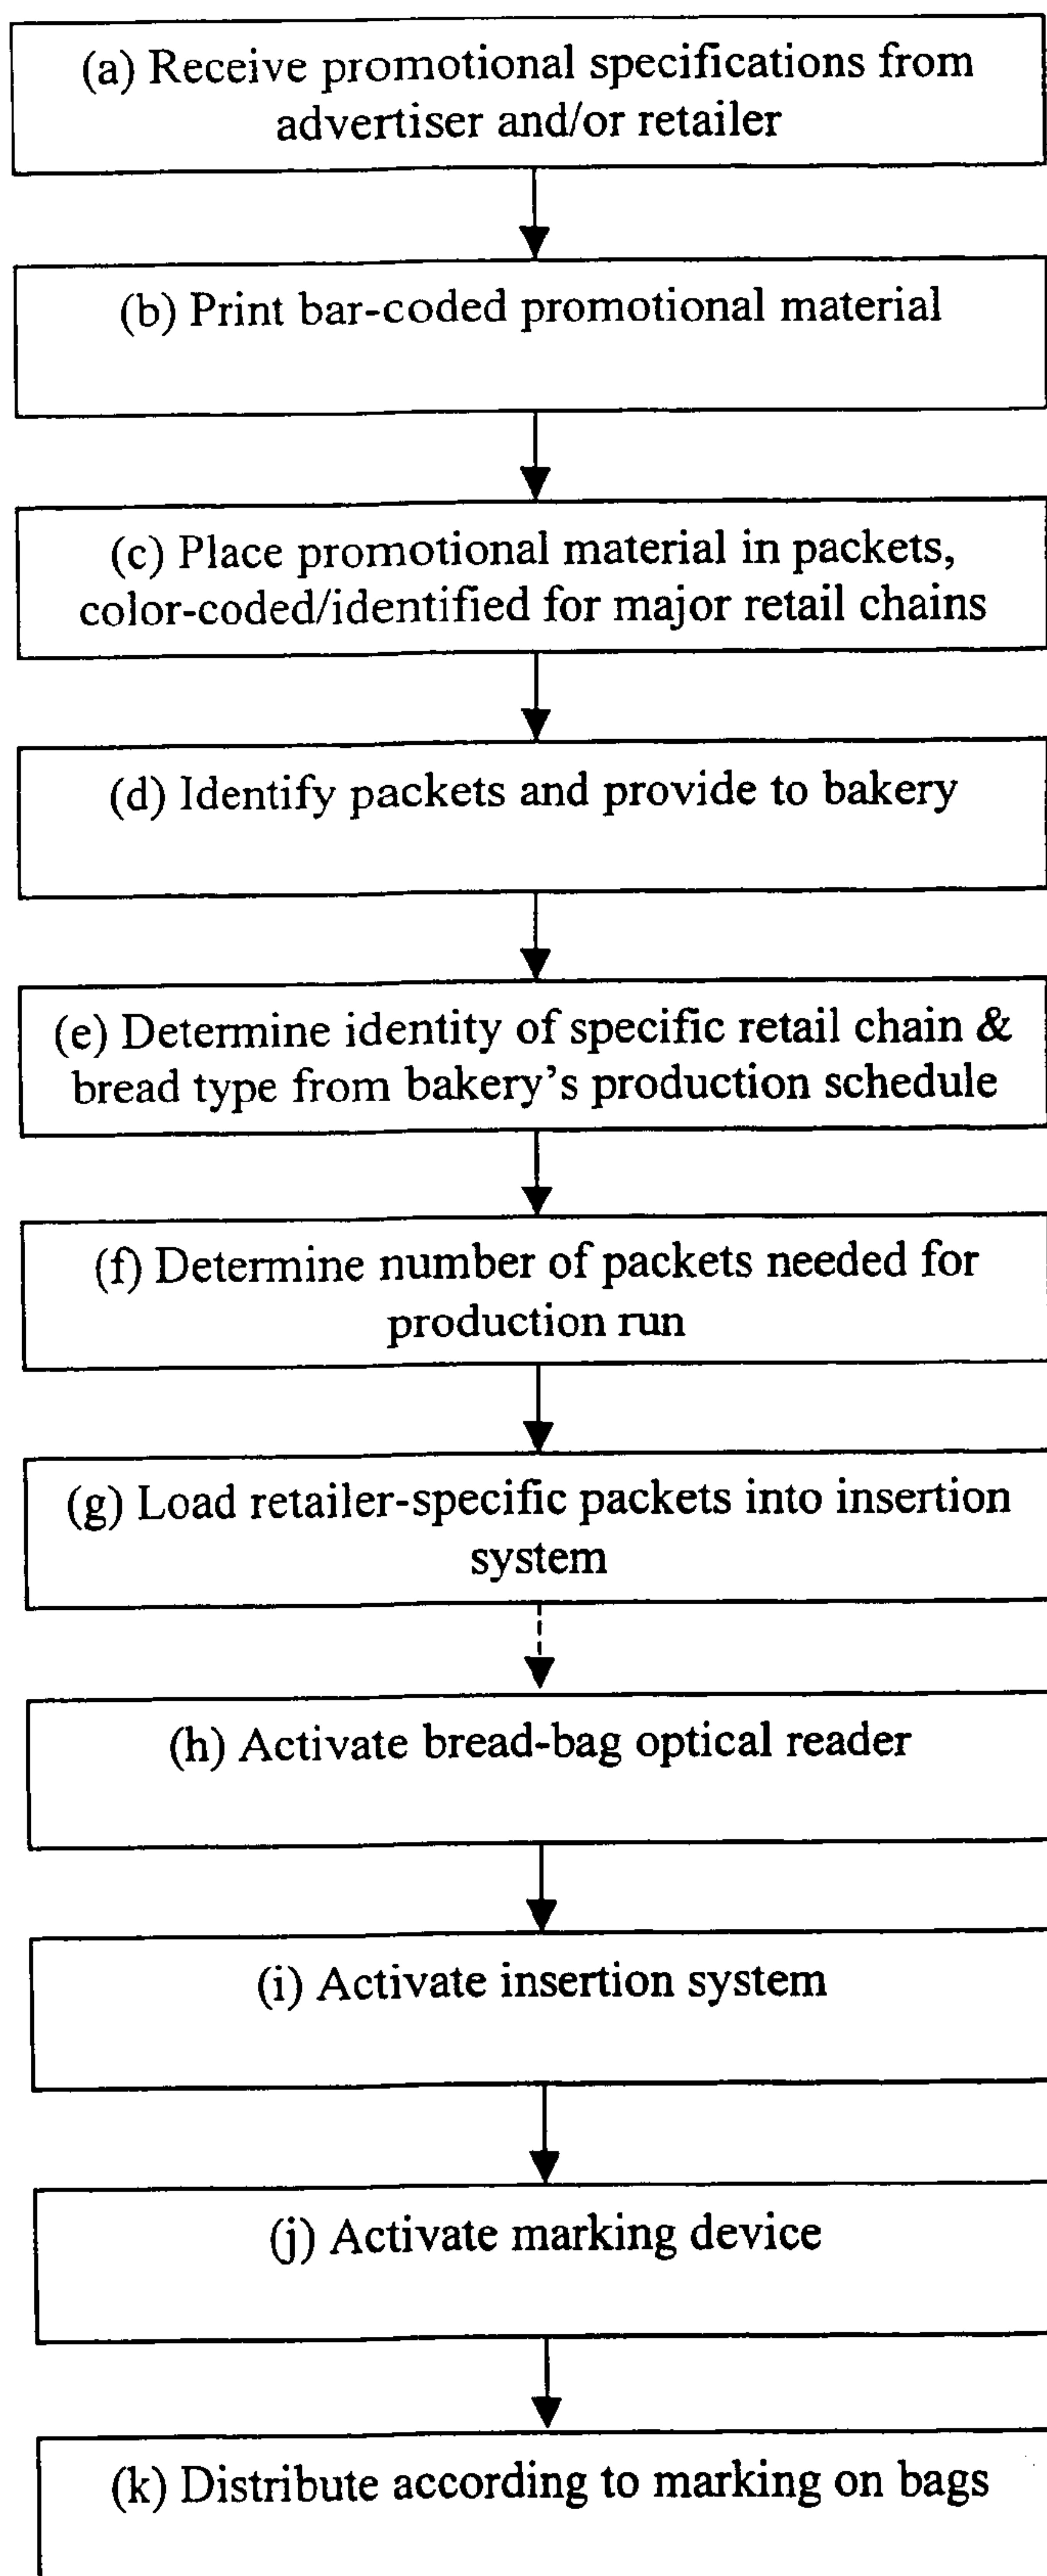 (a) Receive promotional specifications from
advertiser and/or retailer
(b) Print bar-coded promotional material
(c) Place promotional material in packets,
color-coded/identified for major retail chains
(d) Identify packets and provide to bakery
(e) Determine identity of specific retail chain &
bread type from bakery's production schedule
(f) Determine number of packets needed for
production run
(g) Load retailer-specific packets into insertion
system
(h) Activate bread-bag optical reader
(i) Activate insertion system
(j) Activate marking device
(k) Distribute according to marking on bags